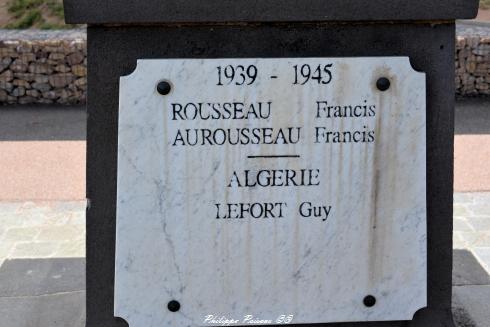 1939 - 1945
ROUSSEAU Francis
AUROUSSEAU Francis
ALGERIE
LEFORT Guy